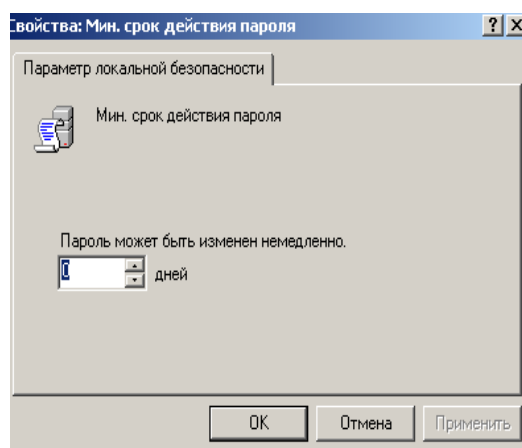 Свойства: Мин. срок действия пароля
Параметр локальной безопасности
Мин. срок действия пароля
Пароль может быть изменен немедленно.
0 дней
OK Отмена Применить